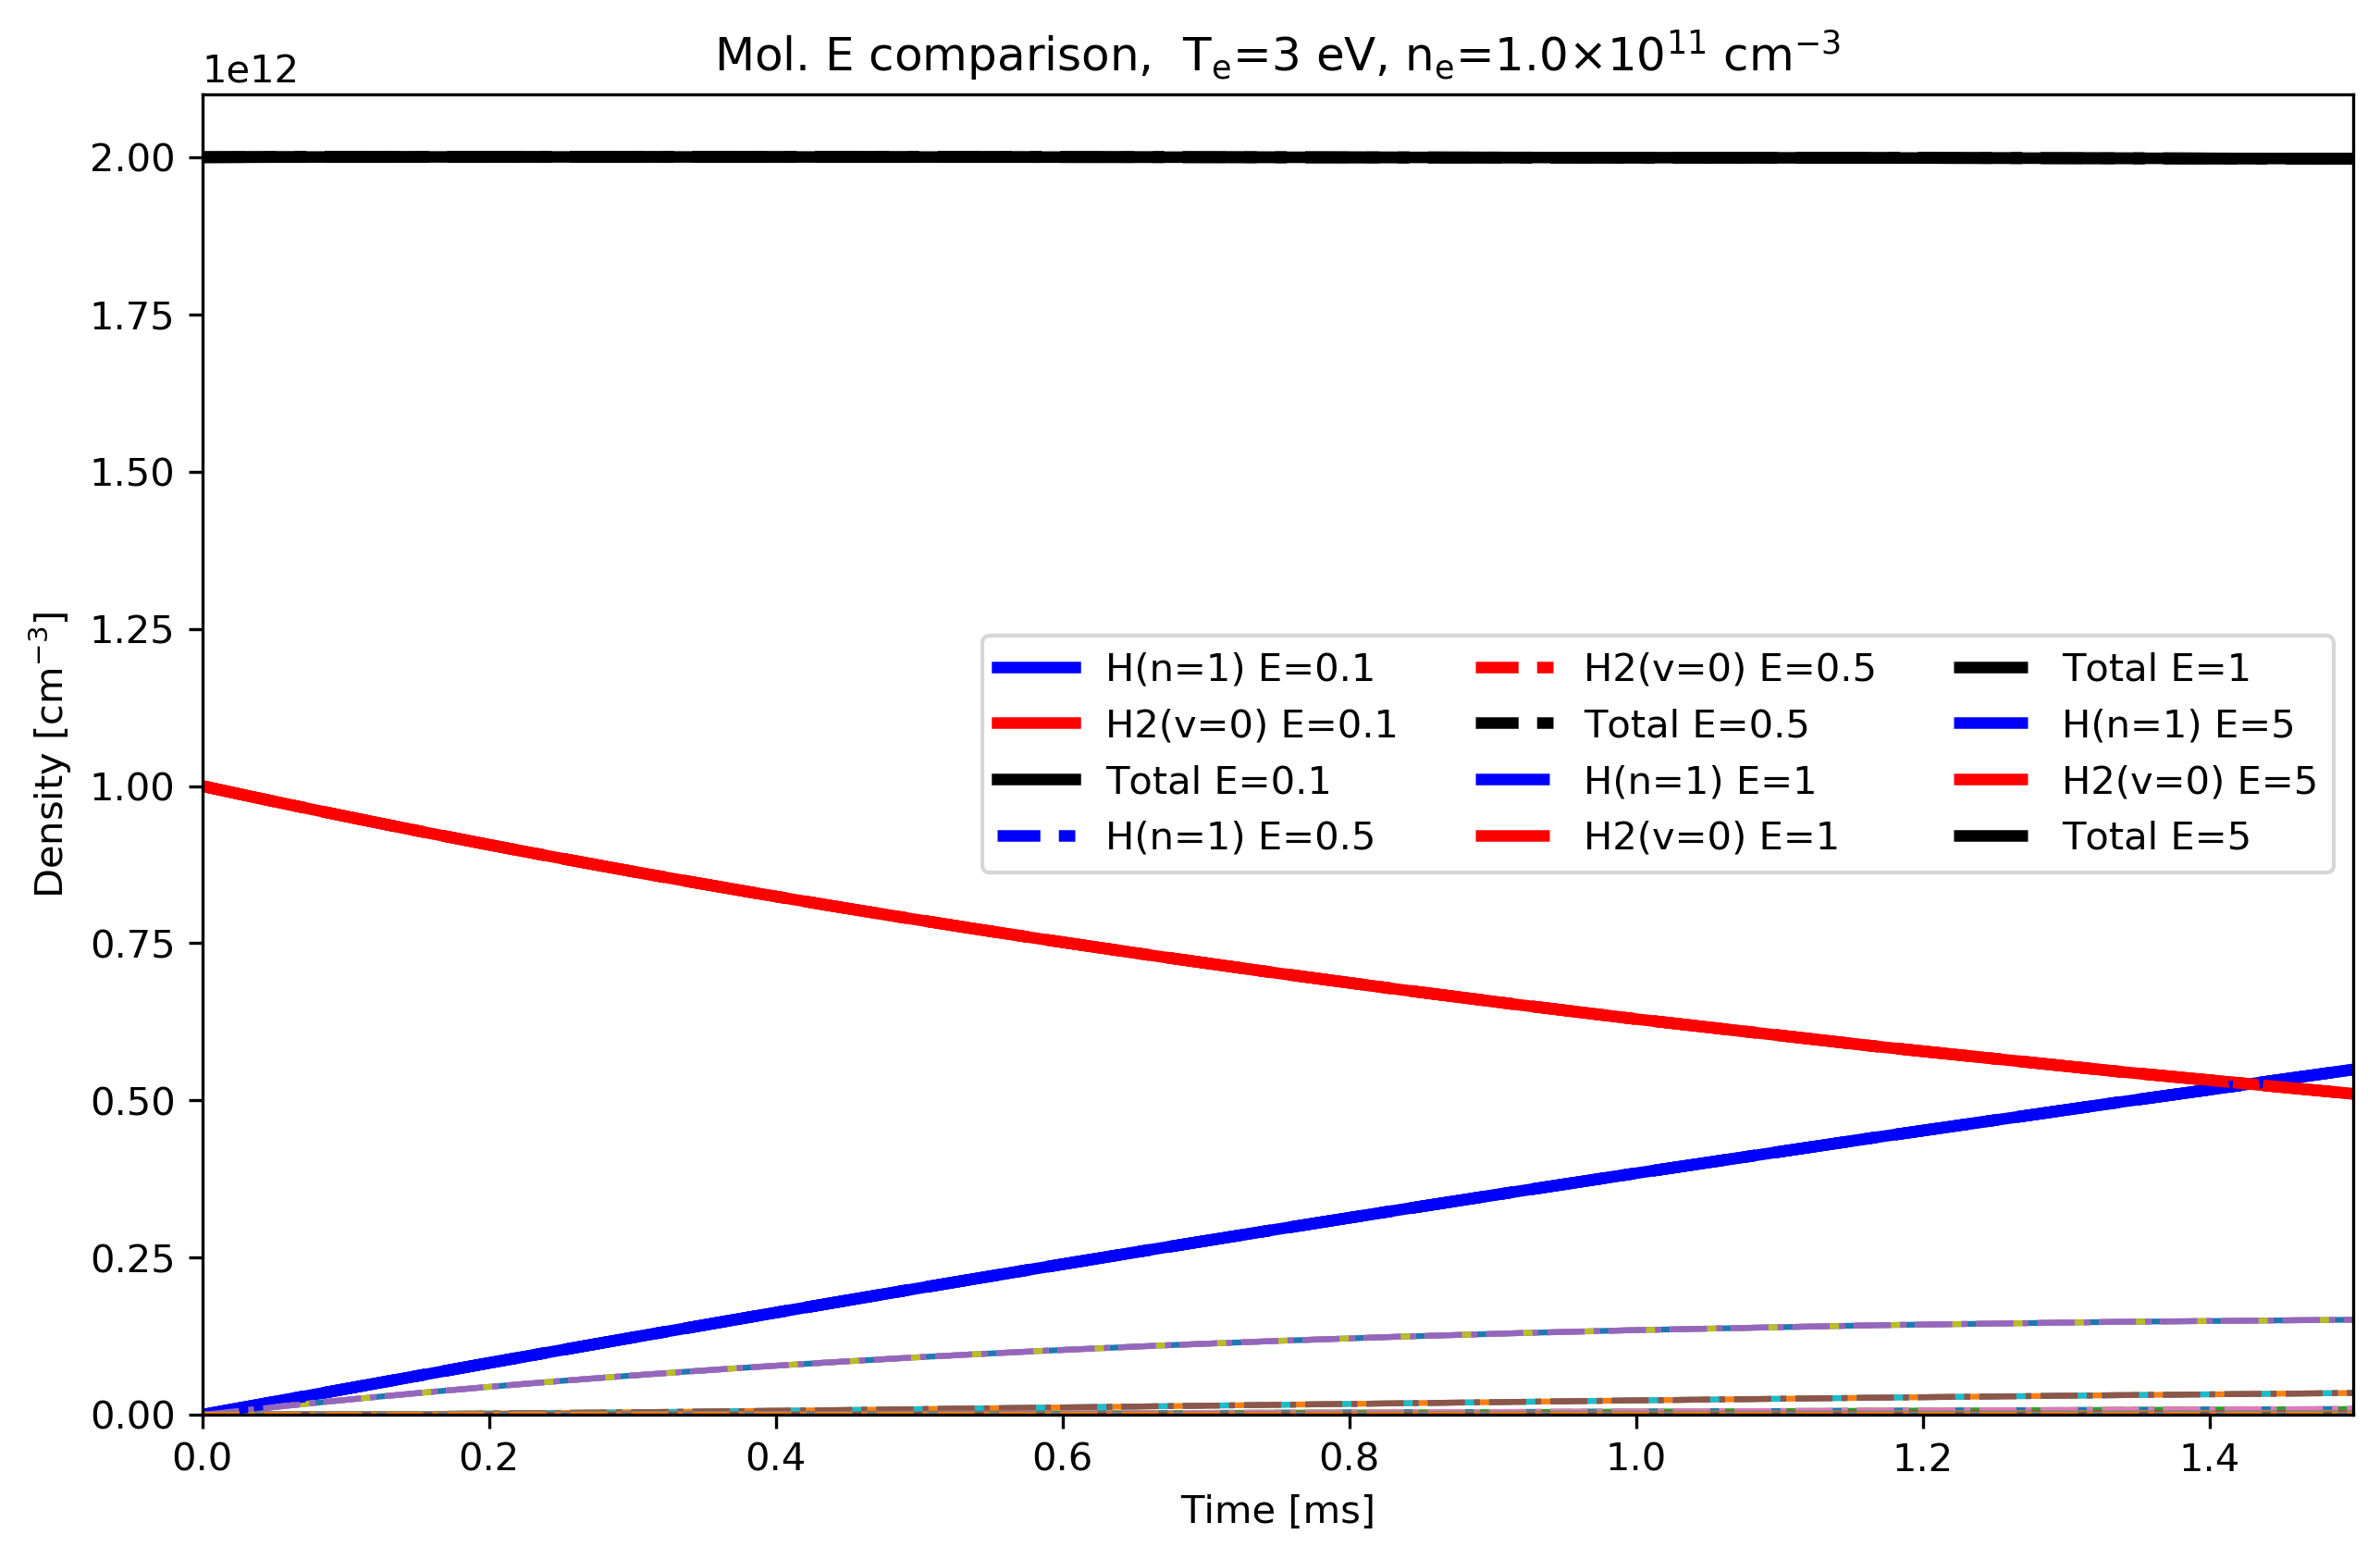 Mol. E comparison,  Tₑ=3 eV, nₑ=1.0×10¹¹ cm⁻³
1e12
2.00
1.75
1.50
1.25
1.00
0.75
0.50
0.25
0.00
Density [cm⁻³]
H(n=1) E=0.1
H2(v=0) E=0.1
Total E=0.1
H(n=1) E=0.5
H2(v=0) E=0.5
Total E=0.5
H(n=1) E=1
H2(v=0) E=1
Total E=1
H(n=1) E=5
H2(v=0) E=5
Total E=5
0.0 0.2 0.4 0.6 0.8 1.0 1.2 1.4
Time [ms]